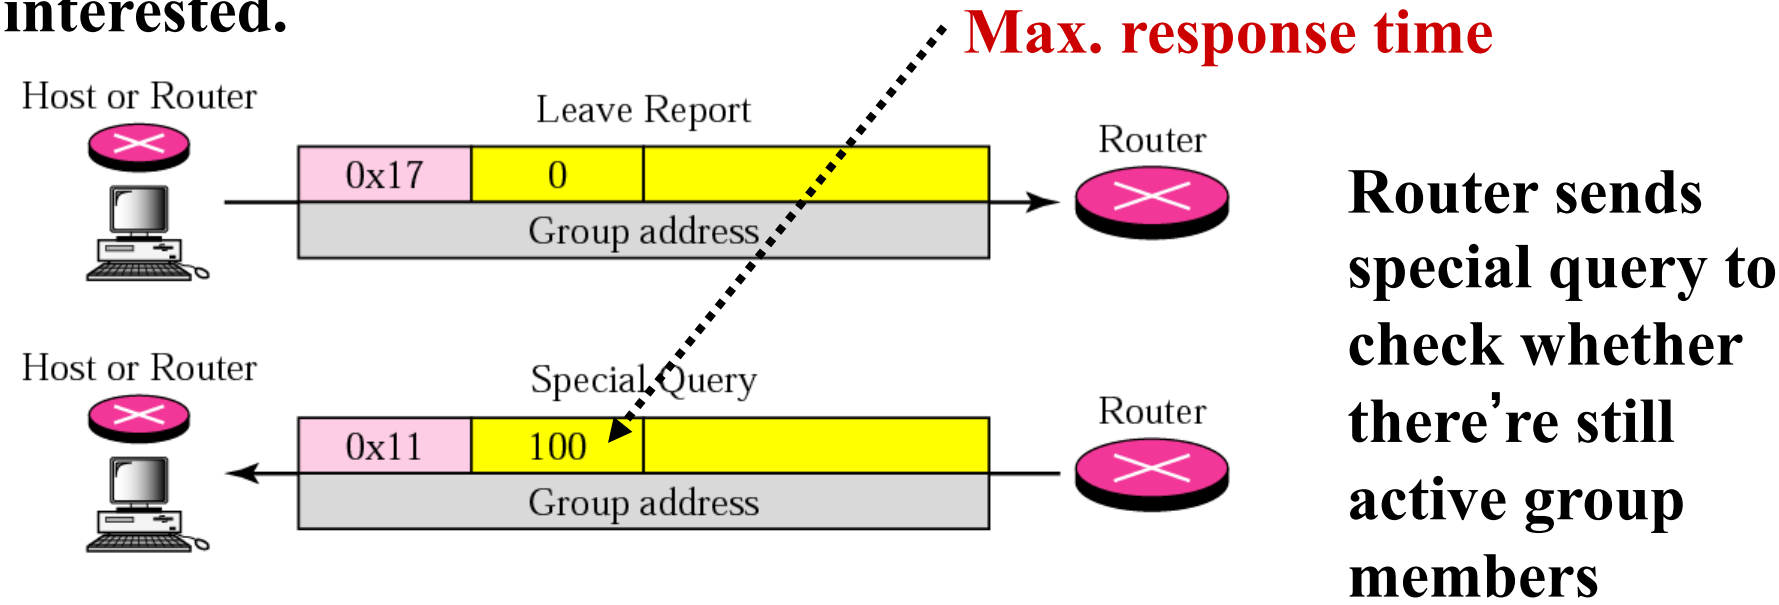 interested.
Max. response time
Host or Router
Leave Report
Router
0x17 0
Group address
Router sends
special query to
check whether
there’re still
active group
members
Host or Router
Special Query
Router
0x11 100
Group address